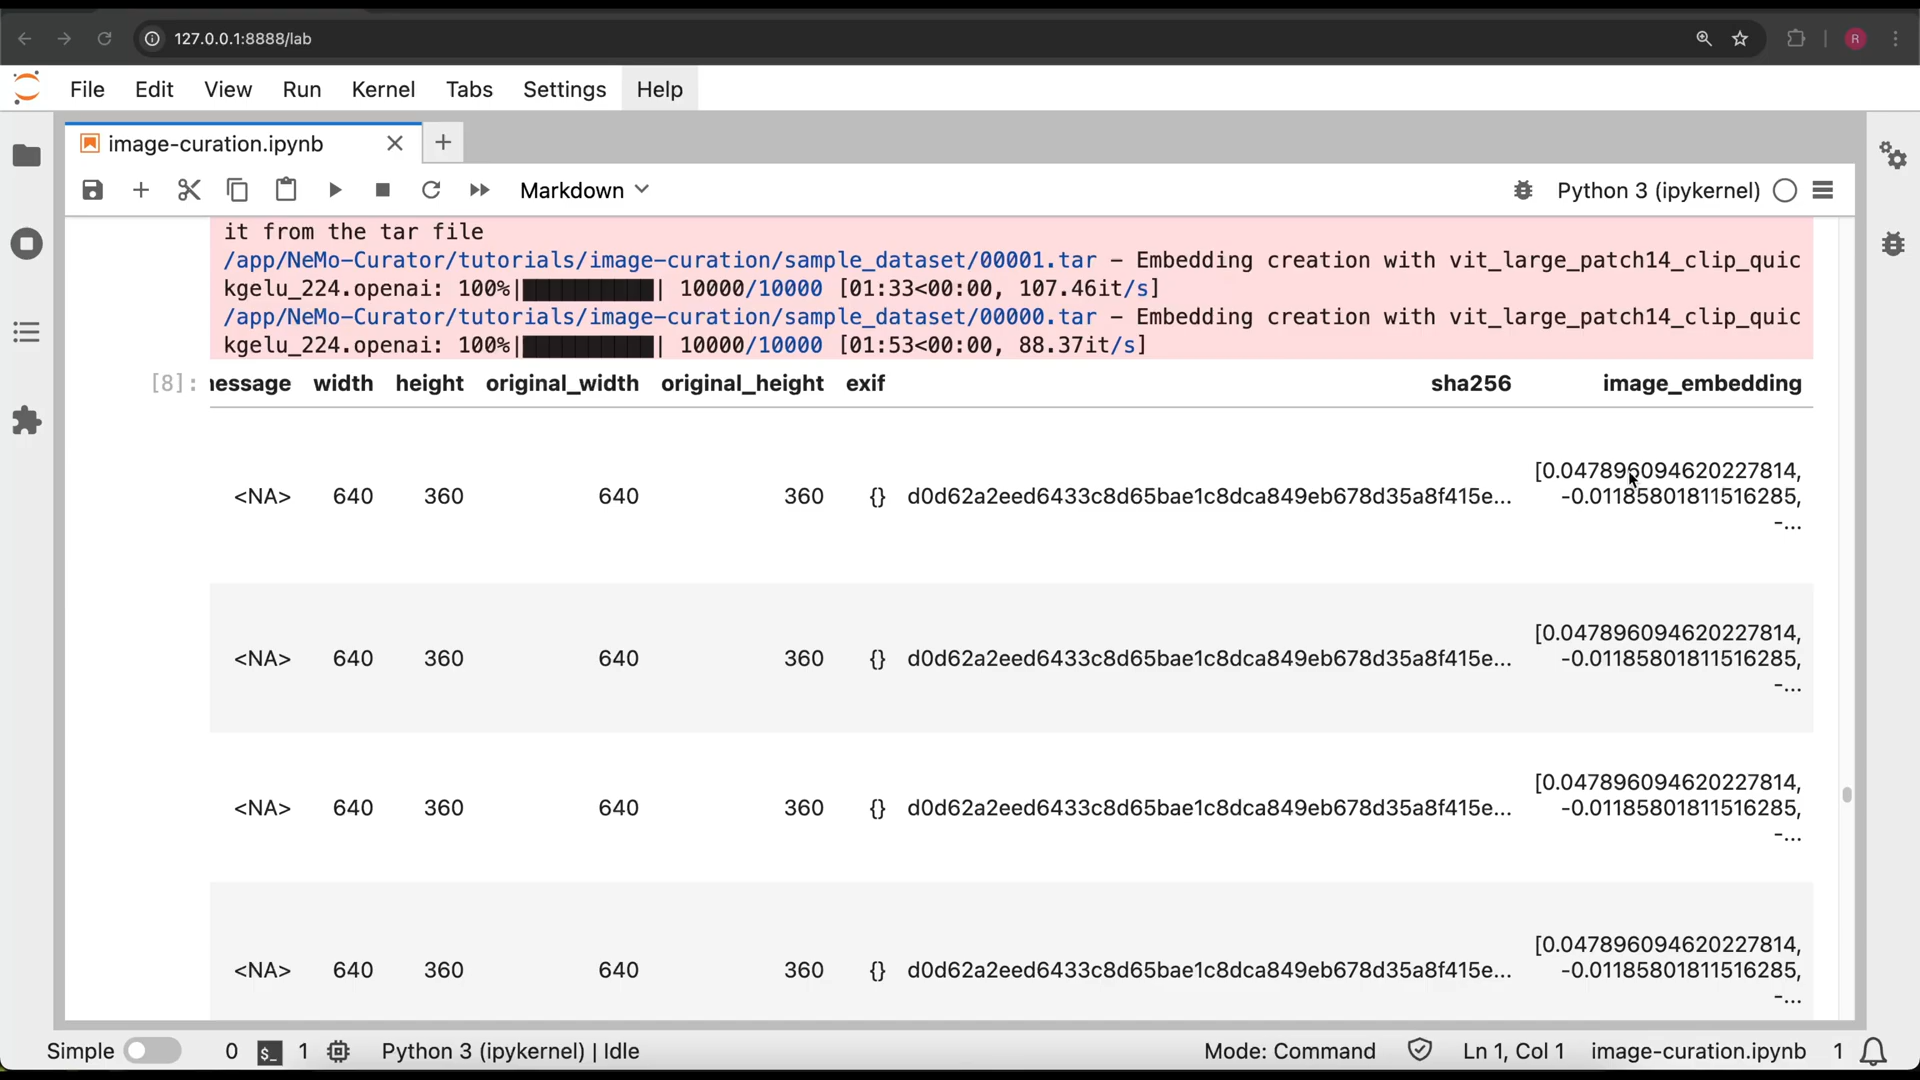 127.0.0.1:8888/lab
R
File Edit View Run Kernel Tabs Settings Help
image-curation.ipynb
Markdown
Python 3 (ipykernel)
it from the tar file
/app/NeMo-Curator/tutorials/image-curation/sample_dataset/00001.tar - Embedding creation with vit_large_patch14_clip_quic
kgelu_224.openai: 100%|██████████| 10000/10000 [01:33<00:00, 107.46it/s]
/app/NeMo-Curator/tutorials/image-curation/sample_dataset/00000.tar - Embedding creation with vit_large_patch14_clip_quic
kgelu_224.openai: 100%|██████████| 10000/10000 [01:53<00:00, 88.37it/s]
[8]: essage width height original_width original_height exif sha256 image_embedding
[0.047896094620227814,
<NA> 640 360 640 360 {} d0d62a2eed6433c8d65bae1c8dca849eb678d35a8f415e... -0.01185801811516285,
-...
[0.047896094620227814,
<NA> 640 360 640 360 {} d0d62a2eed6433c8d65bae1c8dca849eb678d35a8f415e... -0.01185801811516285,
-...
[0.047896094620227814,
<NA> 640 360 640 360 {} d0d62a2eed6433c8d65bae1c8dca849eb678d35a8f415e... -0.01185801811516285,
-...
[0.047896094620227814,
<NA> 640 360 640 360 {} d0d62a2eed6433c8d65bae1c8dca849eb678d35a8f415e... -0.01185801811516285,
-...
Simple 0 $_ 1 Python 3 (ipykernel) | Idle Mode: Command Ln 1, Col 1 image-curation.ipynb 1